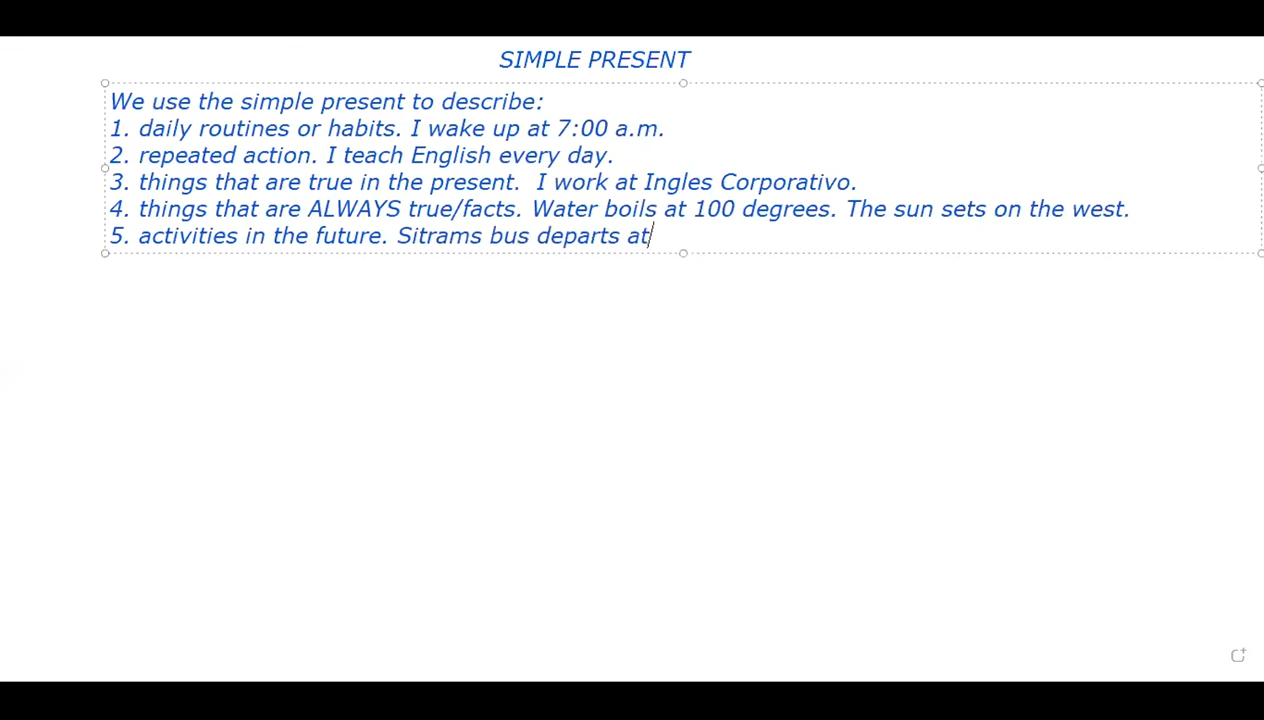 SIMPLE PRESENT
We use the simple present to describe:
1. daily routines or habits. I wake up at 7:00 a.m.
2. repeated action. I teach English every day.
3. things that are true in the present.  I work at Ingles Corporativo.
4. things that are ALWAYS true/facts. Water boils at 100 degrees. The sun sets on the west.
5. activities in the future. Sitrams bus departs at